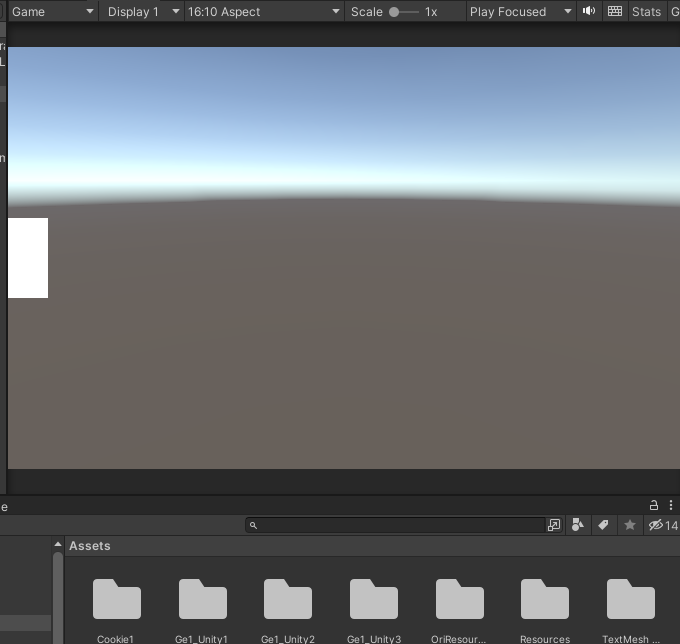 Game Display 1 16:10 Aspect Scale 1x Play Focused Stats G
Assets
14
Cookie1 Ge1_Unity1 Ge1_Unity2 Ge1_Unity3 OriResour... Resources TextMesh ...